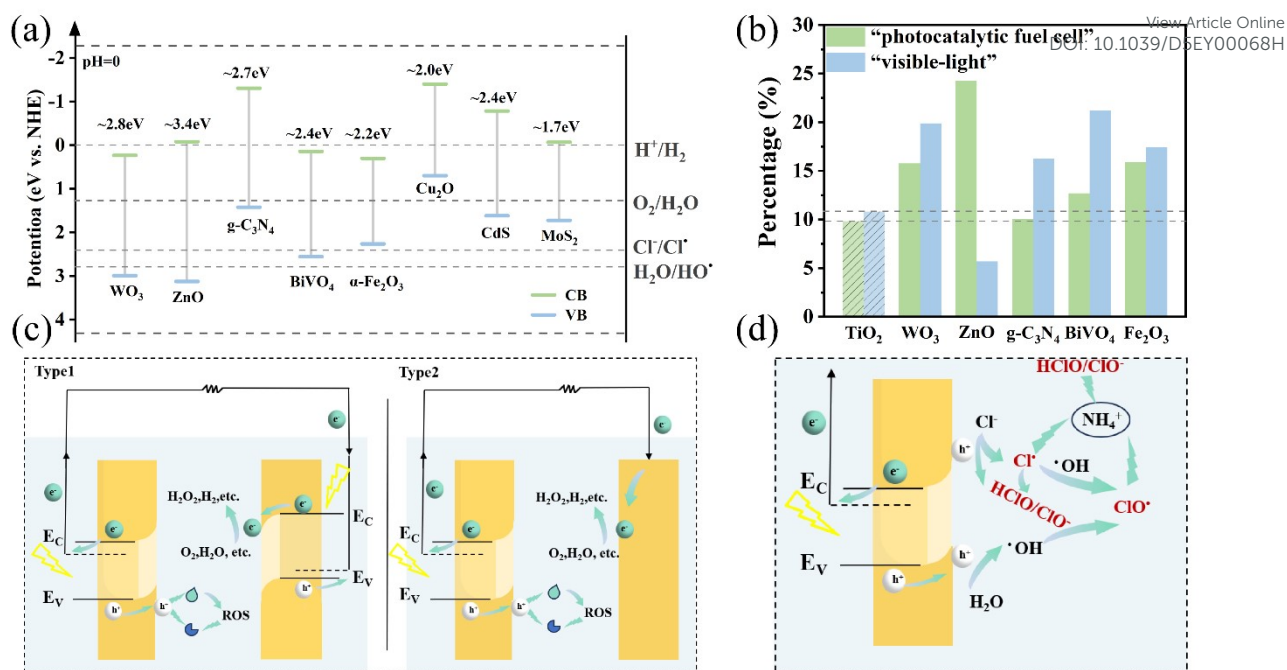 View Article Online
DOI: 10.1039/D5EY00068H
(a)
Potentioa (eV vs. NHE)
-2
-1
0
1
2
3
4
pH=0
~2.8eV
~3.4eV
~2.7eV
~2.4eV
~2.2eV
~2.0eV
~2.4eV
~1.7eV
WO3
ZnO
g-C3N4
BiVO4
α-Fe2O3
Cu2O
CdS
MoS2
H+/H2
O2/H2O
Cl-/Cl•
H2O/HO•
CB
VB
(b)
Percentage (%)
30
25
20
15
10
5
0
“photocatalytic fuel cell”
“visible-light”
TiO2 WO3 ZnO g-C3N4 BiVO4 Fe2O3
(c)
Type1
e-
e-
EC
e-
EV
h+
h+
ROS
H2O2,H2,etc.
O2,H2O, etc.
e-
e-
EC
EV
h+
Type2
e-
e-
EC
e-
EV
h+
h+
ROS
H2O2,H2,etc.
O2,H2O, etc.
e-
(d)
e-
EC
e-
EV
h+
h+
h+
Cl-
Cl•
•OH
HClO/ClO-
NH4+
HClO/ClO-
ClO•
•OH
H2O